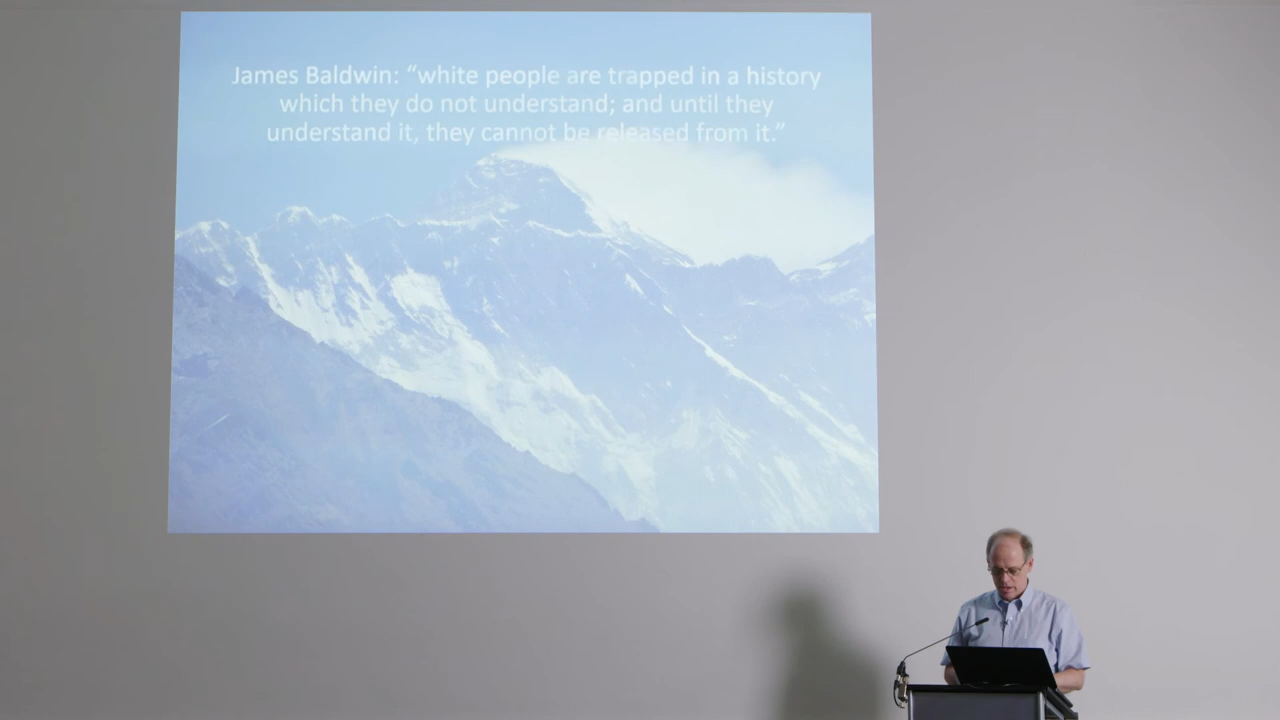 James Baldwin: “white people are trapped in a history
which they do not understand; and until they
understand it, they cannot be released from it.”